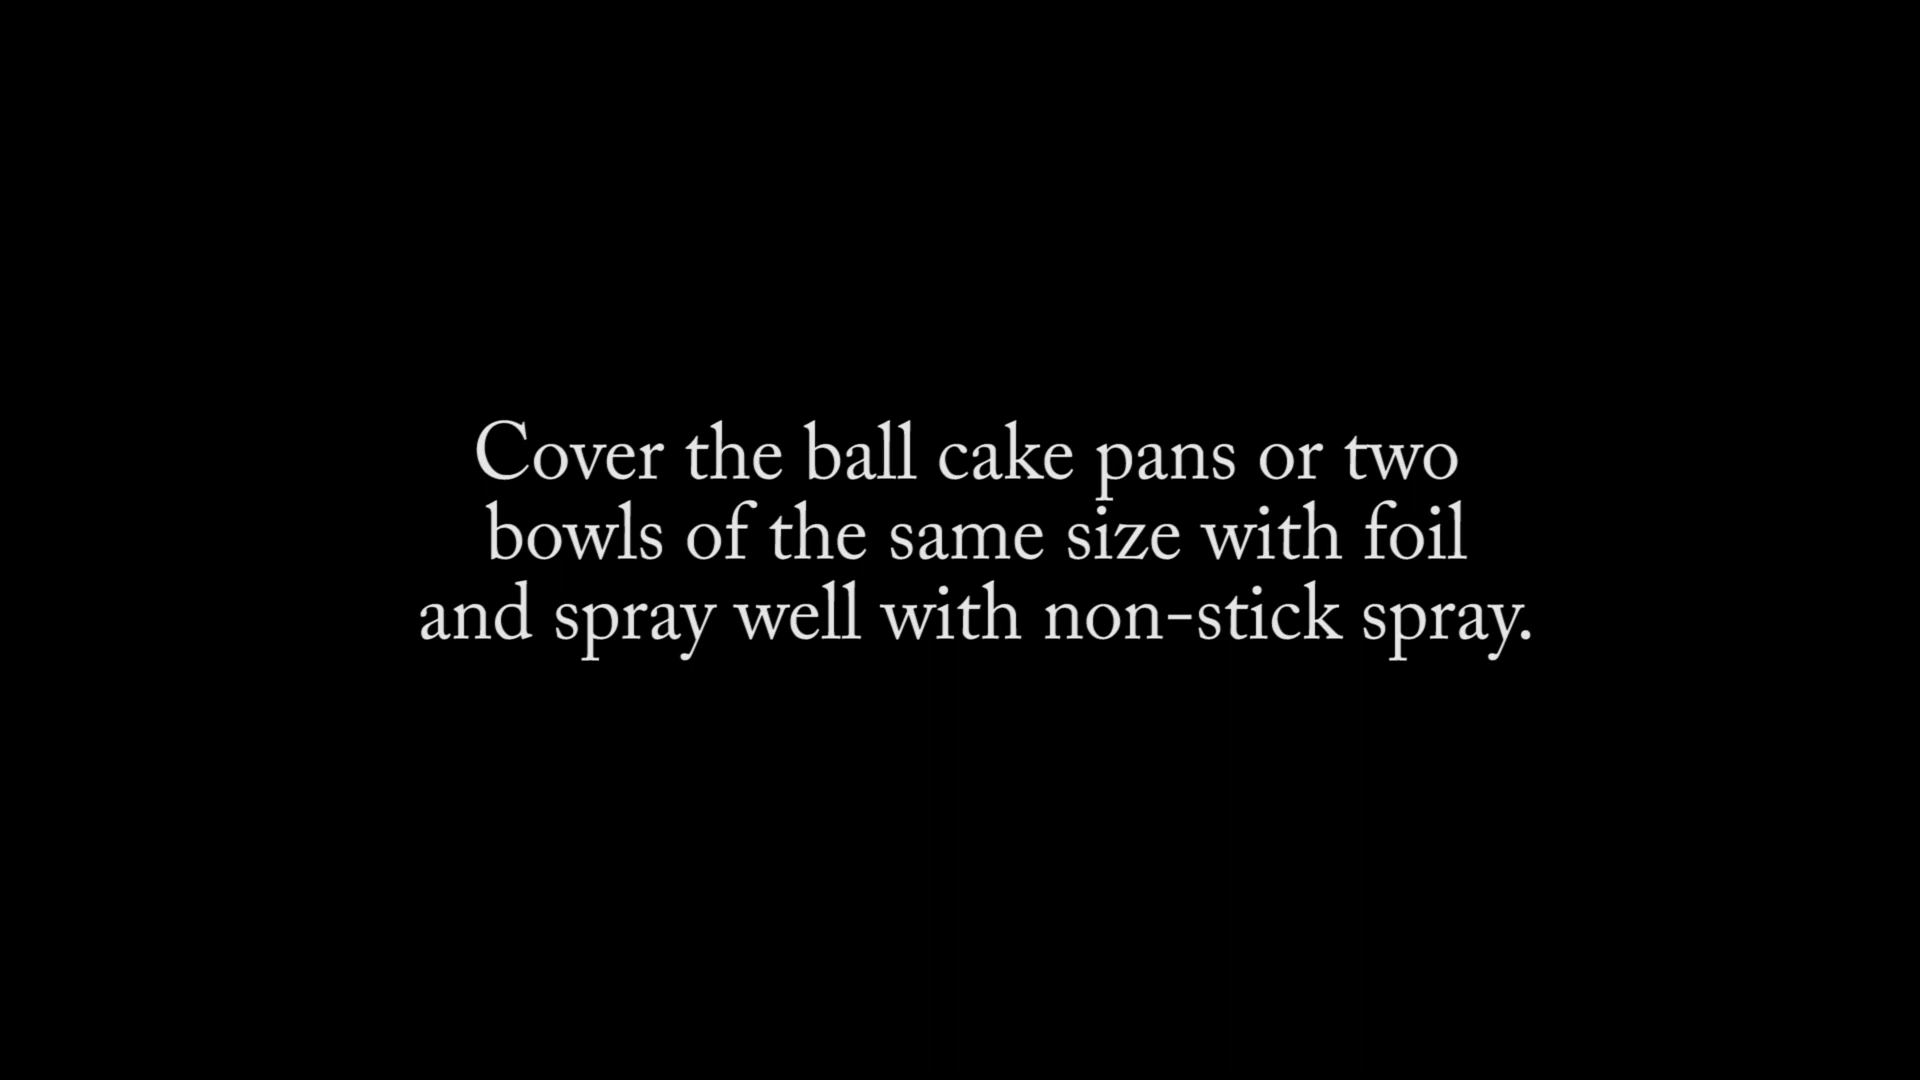 Cover the ball cake pans or two
bowls of the same size with foil
and spray well with non-stick spray.